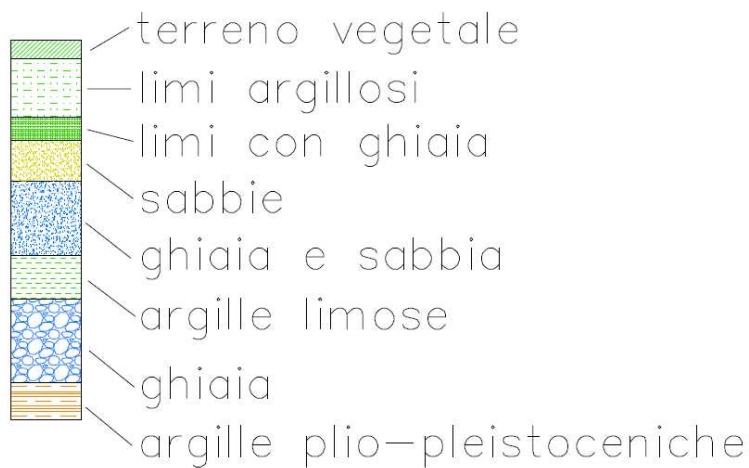 terreno vegetale
limi argillosi
limi con ghiaia
sabbie
ghiaia e sabbia
argille limose
ghiaia
argille plio-pleistoceniche